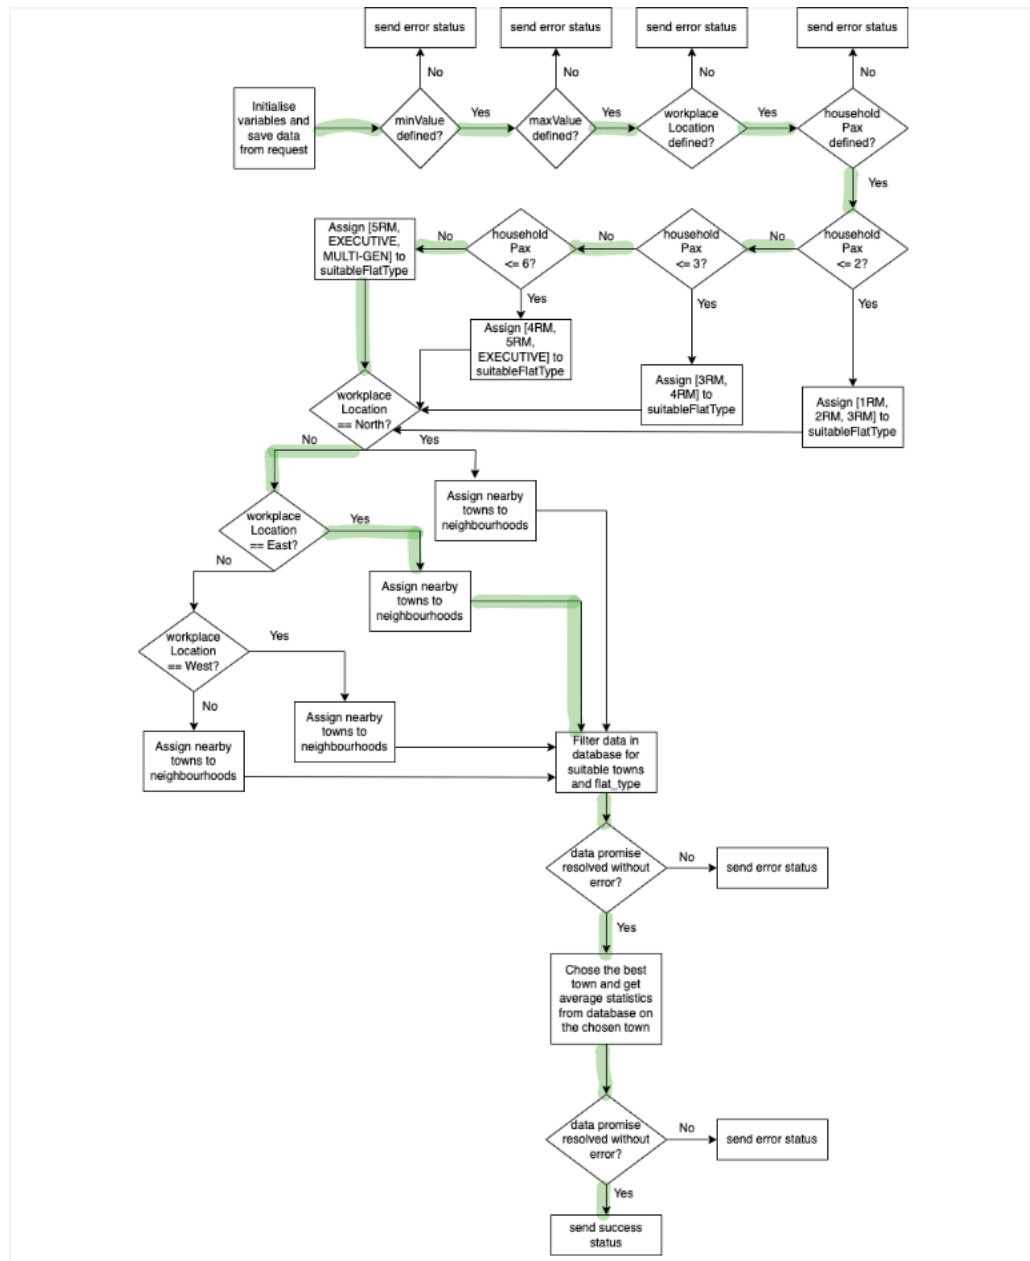 send error status
send error status
send error status
send error status
No
No
No
No
Initialise
variables and
save data
from request
minValue
defined?
Yes
maxValue
defined?
Yes
workplace
Location
defined?
Yes
household
Pax
defined?
Yes
Assign [5RM,
EXECUTIVE,
MULTI-GEN] to
suitableFlatType
No
household
Pax
<= 6?
No
household
Pax
<= 3?
No
household
Pax
<= 2?
Yes
Yes
Yes
Assign [4RM,
5RM,
EXECUTIVE] to
suitableFlatType
Assign [3RM,
4RM] to
suitableFlatType
Assign [1RM,
2RM, 3RM] to
suitableFlatType
workplace
Location
== North?
No
Yes
Assign nearby
towns to
neighbourhoods
workplace
Location
== East?
Yes
No
Assign nearby
towns to
neighbourhoods
workplace
Location
== West?
Yes
No
Assign nearby
towns to
neighbourhoods
Assign nearby
towns to
neighbourhoods
Filter data in
database for
suitable towns
and flat_type
data promise
resolved without
error?
No
send error status
Yes
Chose the best
town and get
average statistics
from database on
the chosen town
data promise
resolved without
error?
No
send error status
Yes
send success
status